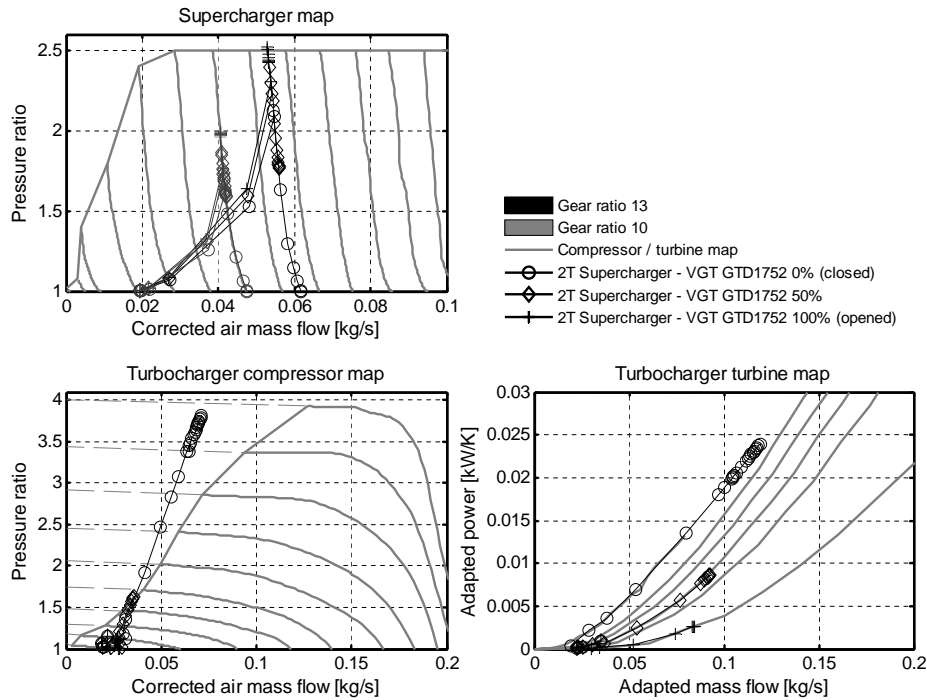 Supercharger map
2.5
2
1.5
1
Pressure ratio
0
0.02
0.04
0.06
0.08
0.1
Corrected air mass flow [kg/s]
Gear ratio 13
Gear ratio 10
Compressor / turbine map
2T Supercharger - VGT GTD1752 0% (closed)
2T Supercharger - VGT GTD1752 50%
2T Supercharger - VGT GTD1752 100% (opened)
Turbocharger compressor map
4
3.5
3
2.5
2
1.5
1
Pressure ratio
0
0.05
0.1
0.15
0.2
Corrected air mass flow [kg/s]
Turbocharger turbine map
0.03
0.025
0.02
0.015
0.01
0.005
0
Adapted power [kW/K]
0
0.05
0.1
0.15
0.2
Adapted mass flow [kg/s]